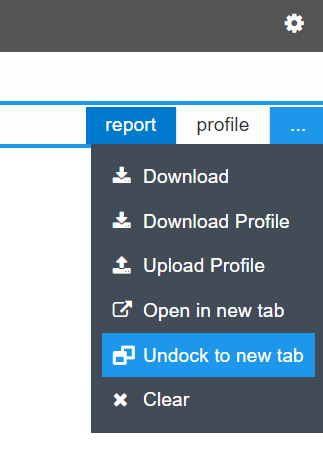 report profile ...
Download
Download Profile
Upload Profile
Open in new tab
Undock to new tab
Clear